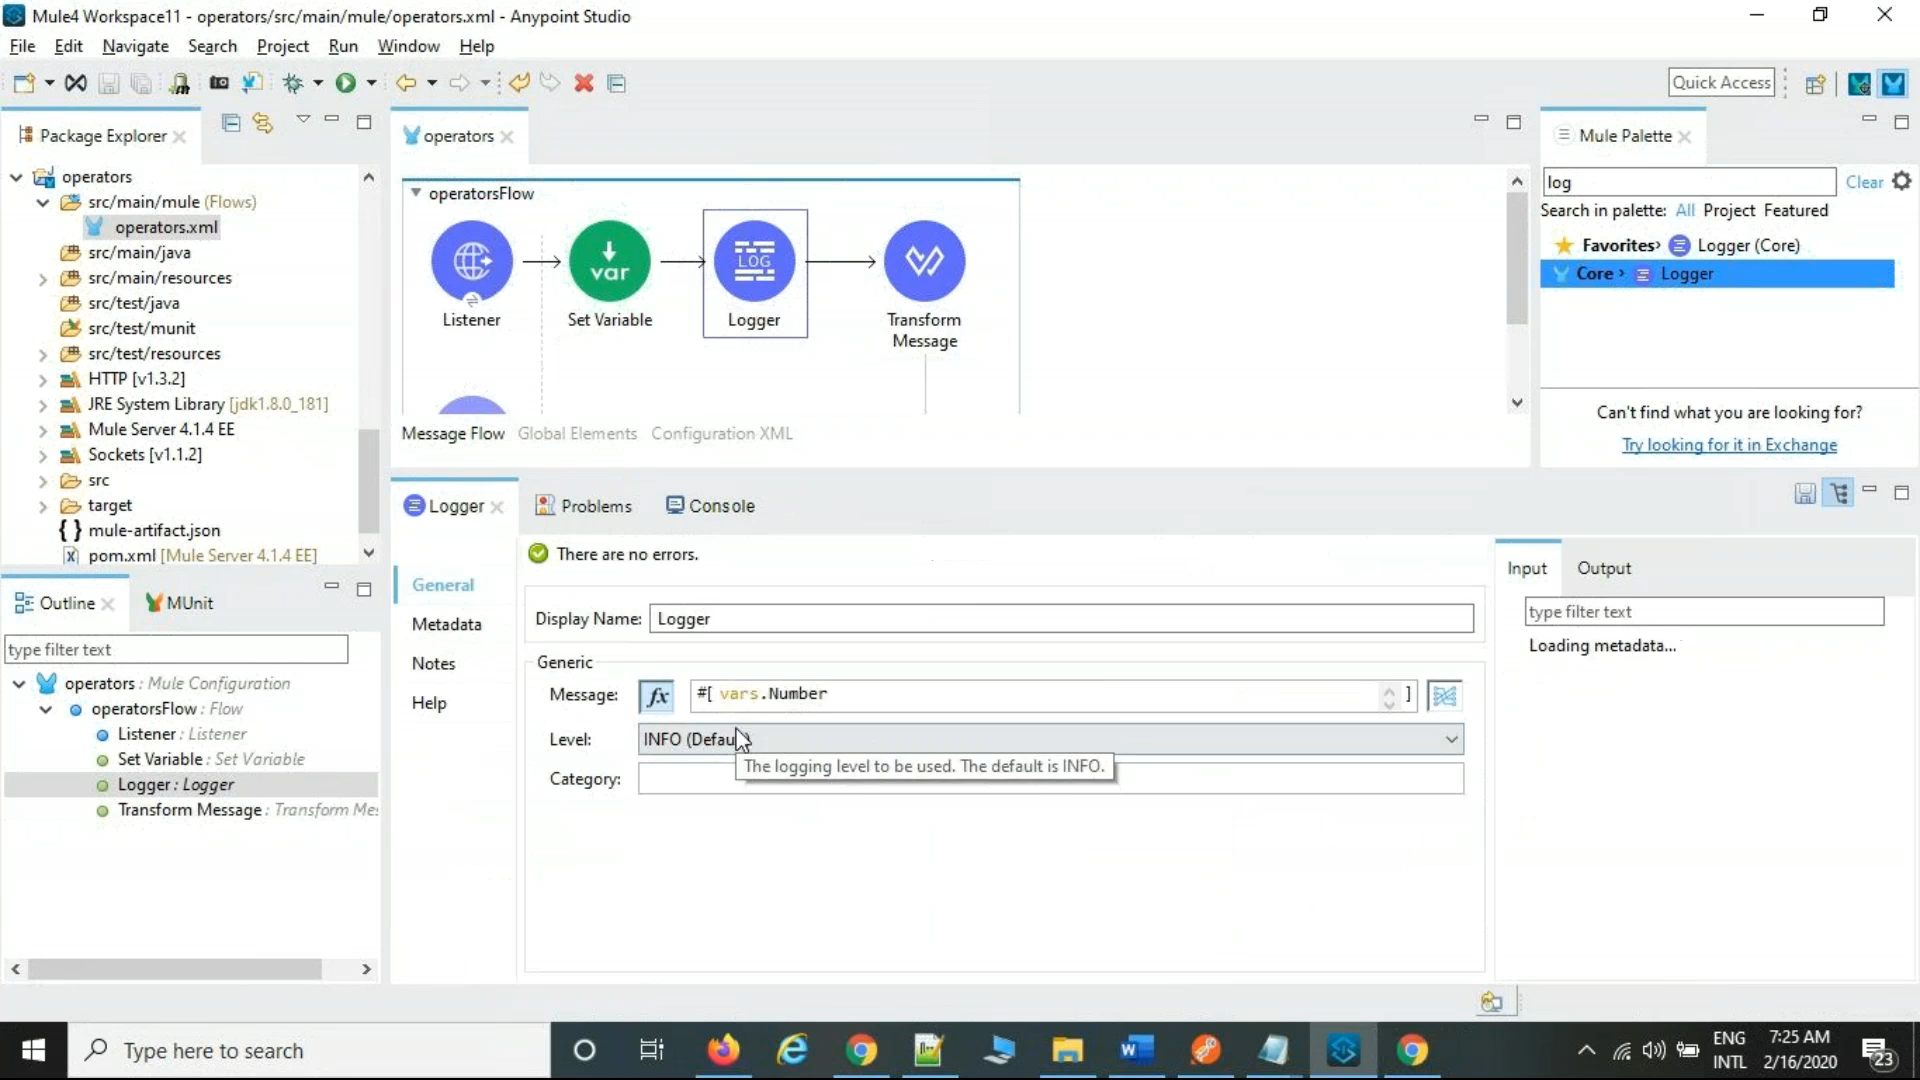 Mule4 Workspace11 - operators/src/main/mule/operators.xml - Anypoint Studio
File Edit Navigate Search Project Run Window Help
Quick Access
Package Explorer
operators
src/main/mule (Flows)
operators.xml
src/main/java
src/main/resources
src/test/java
src/test/munit
src/test/resources
HTTP [v1.3.2]
JRE System Library [jdk1.8.0_181]
Mule Server 4.1.4 EE
Sockets [v1.1.2]
src
target
mule-artifact.json
pom.xml [Mule Server 4.1.4 EE]
Outline
MUnit
type filter text
operators : Mule Configuration
operatorsFlow : Flow
Listener : Listener
Set Variable : Set Variable
Logger : Logger
Transform Message : Transform Mes
operators
operatorsFlow
var
LOG
Listener
Set Variable
Logger
Transform
Message
Message Flow Global Elements Configuration XML
Mule Palette
log
Clear
Search in palette: All Project Featured
Favorites› Logger (Core)
Core › Logger
Can't find what you are looking for?
Try looking for it in Exchange
Logger Problems Console
There are no errors.
General
Metadata
Notes
Help
Display Name: Logger
Generic
Message: fx #[ vars.Number ]
Level: INFO (Defau
The logging level to be used. The default is INFO.
Category:
Input Output
type filter text
Loading metadata...
Type here to search
ENG
INTL
7:25 AM
2/16/2020
23